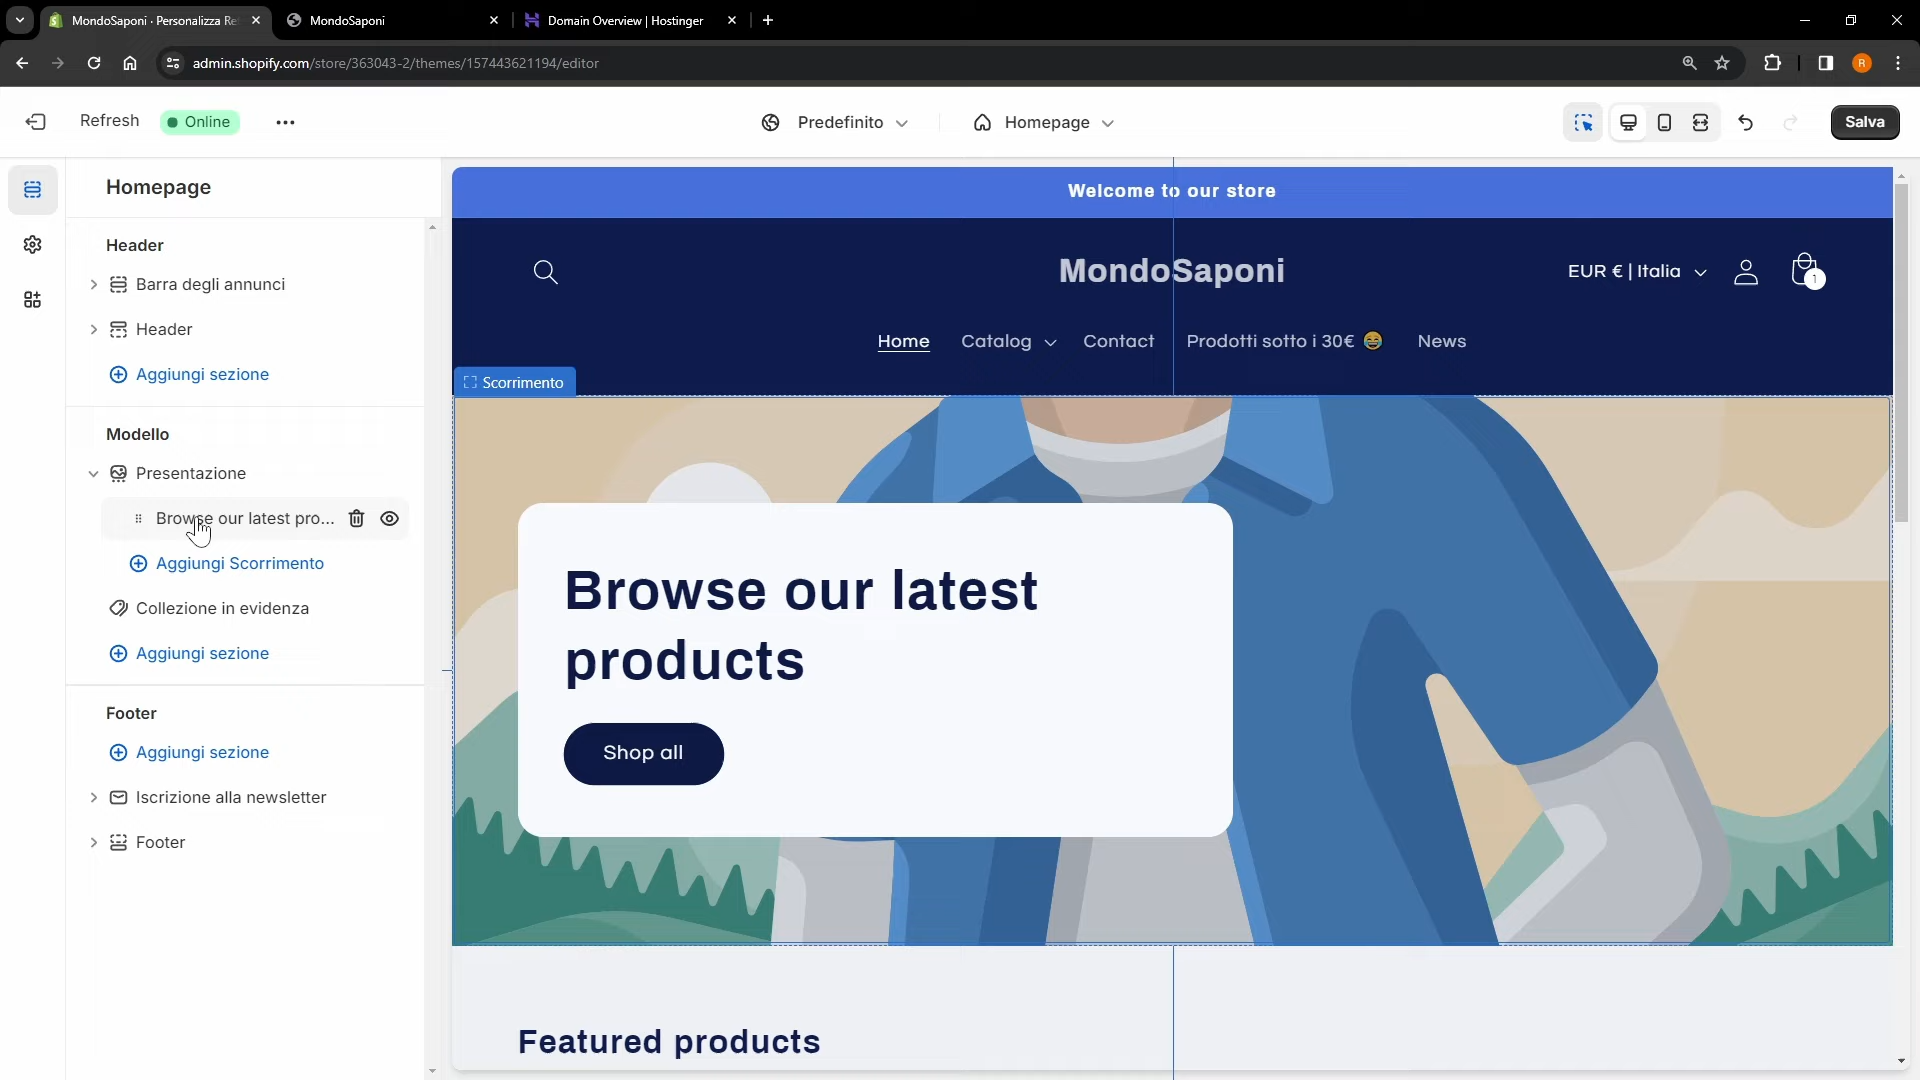 MondoSaponi · Personalizza Re
MondoSaponi
Domain Overview | Hostinger
admin.shopify.com/store/363043-2/themes/157443621194/editor
R
Refresh
Online
Predefinito
Homepage
Salva
Homepage
Header
Barra degli annunci
Header
Aggiungi sezione
Modello
Presentazione
Browse our latest pro...
Aggiungi Scorrimento
Collezione in evidenza
Aggiungi sezione
Footer
Aggiungi sezione
Iscrizione alla newsletter
Footer
Welcome to our store
MondoSaponi
EUR € | Italia
1
Home
Catalog
Contact
Prodotti sotto i 30€ 😂
News
Scorrimento
Browse our latest
products
Shop all
Featured products